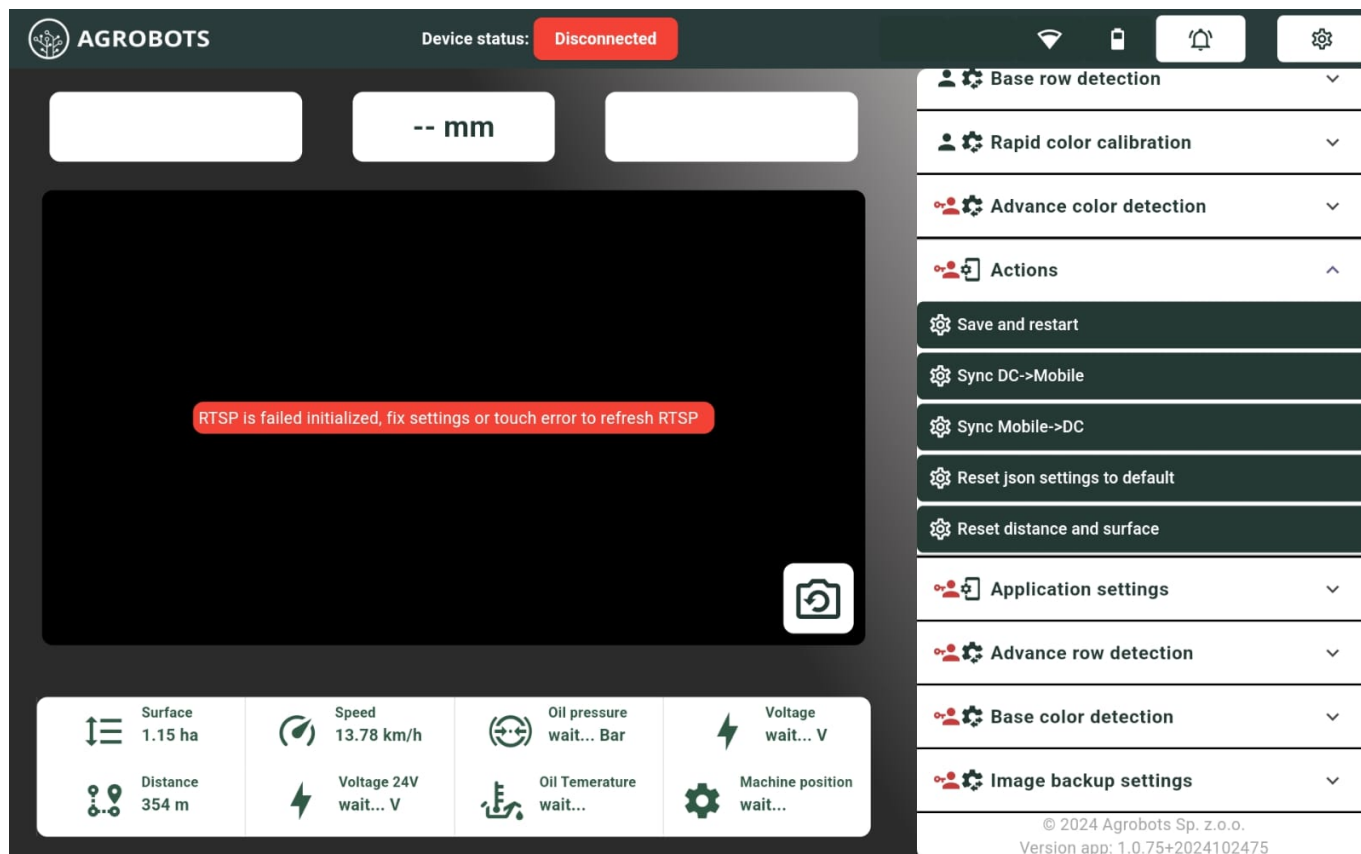 AGROBOTS
Device status: Disconnected
-- mm
RTSP is failed initialized, fix settings or touch error to refresh RTSP
Surface
1.15 ha
Speed
13.78 km/h
Oil pressure
wait... Bar
Voltage
wait... V
Distance
354 m
Voltage 24V
wait... V
Oil Temerature
wait...
Machine position
wait...
Base row detection
Rapid color calibration
Advance color detection
Actions
Save and restart
Sync DC->Mobile
Sync Mobile->DC
Reset json settings to default
Reset distance and surface
Application settings
Advance row detection
Base color detection
Image backup settings
© 2024 Agrobots Sp. z.o.o.
Version app: 1.0.75+2024102475